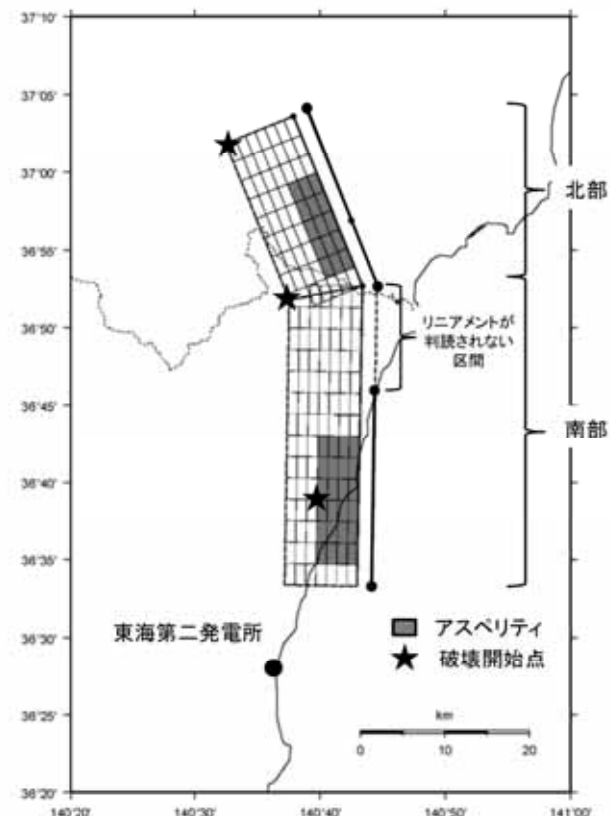 37°10'
37°05'
37°00'
36°55'
36°50'
36°45'
36°40'
36°35'
36°30'
36°25'
36°20'
140°20'
140°30'
140°40'
140°50'
141°00'
北部
リニアメントが
判読されない
区間
南部
東海第二発電所
アスペリティ
破壊開始点
km
0 10 20